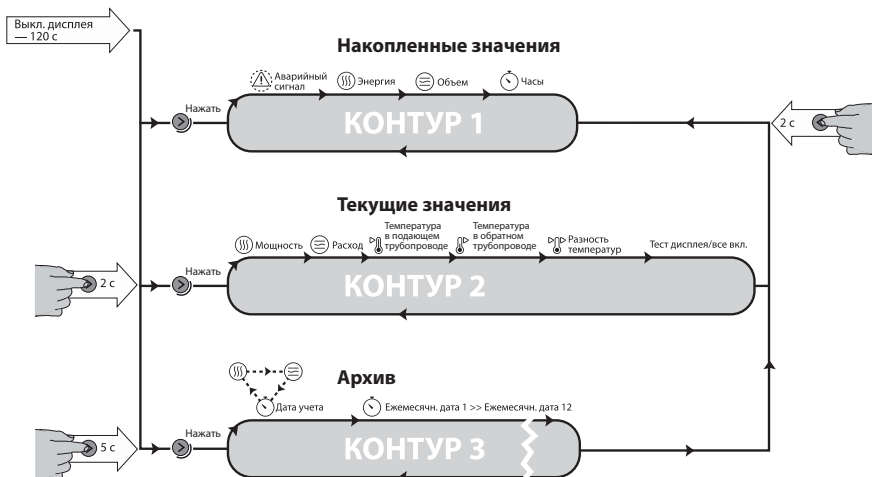 Выкл. дисплея
— 120 с
Накопленные значения
Аварийный
сигнал
Энергия
Объем
Часы
Нажать
КОНТУР 1
2 с
Текущие значения
Мощность
Расход
Температура
в подающем
трубопроводе
Температура
в обратном
трубопроводе
Разность
температур
Тест дисплея/все вкл.
2 с
Нажать
КОНТУР 2
Архив
Дата учета
Ежемесячн. дата 1 >> Ежемесячн. дата 12
5 с
Нажать
КОНТУР 3